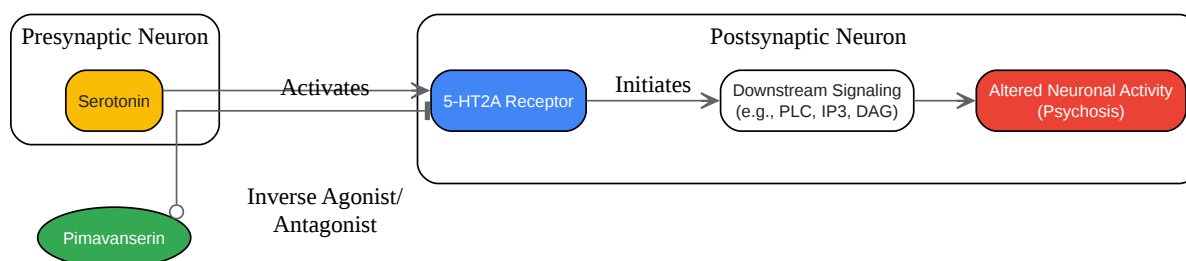 Presynaptic Neuron
Postsynaptic Neuron
Serotonin
Activates
5-HT2A Receptor
Initiates
Downstream Signaling
(e.g., PLC, IP3, DAG)
Altered Neuronal Activity
(Psychosis)
Inverse Agonist/
Antagonist
Pimavanserin